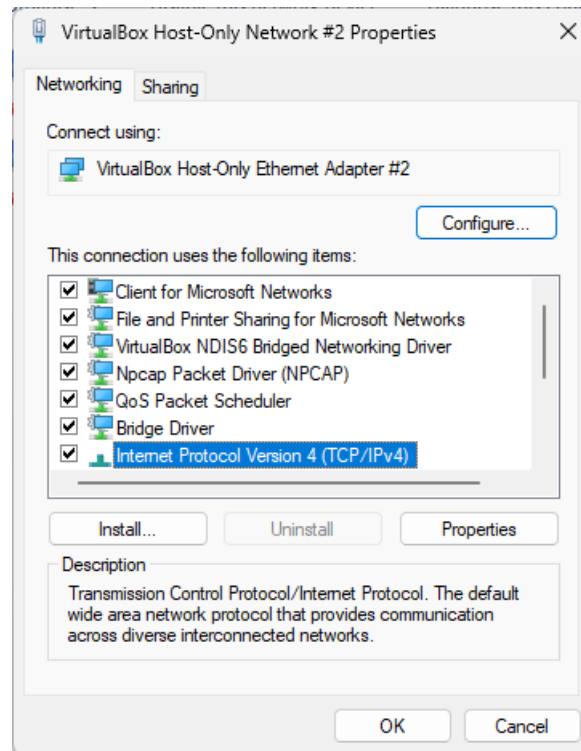 VirtualBox Host-Only Network #2 Properties
Networking
Sharing
Connect using:
VirtualBox Host-Only Ethernet Adapter #2
Configure...
This connection uses the following items:
Client for Microsoft Networks
File and Printer Sharing for Microsoft Networks
VirtualBox NDIS6 Bridged Networking Driver
Npcap Packet Driver (NPCAP)
QoS Packet Scheduler
Bridge Driver
Internet Protocol Version 4 (TCP/IPv4)
Install...
Uninstall
Properties
Description
Transmission Control Protocol/Internet Protocol. The default
wide area network protocol that provides communication
across diverse interconnected networks.
OK
Cancel